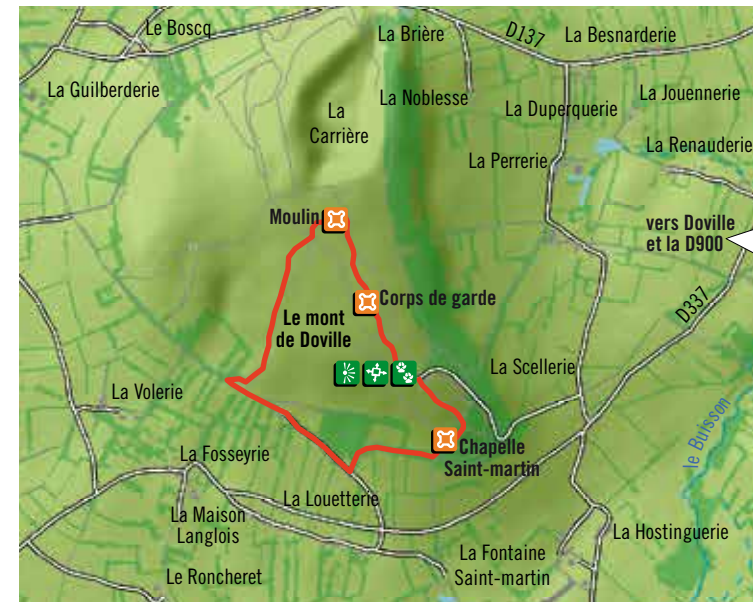 Le Boscq
La Brière
D137
La Besnarderie
La Guilberderie
La Noblesse
La
Carrière
La Duperquerie
La Jouennerie
La Renauderie
La Perrerie
Moulin
vers Doville
et la D900
Corps de garde
Le mont
de Doville
D337
La Scellerie
La Volerie
le Buisson
Chapelle
Saint-martin
La Fosseyrie
La Louetterie
La Maison
Langlois
La Hostinguerie
La Fontaine
Saint-martin
Le Roncheret